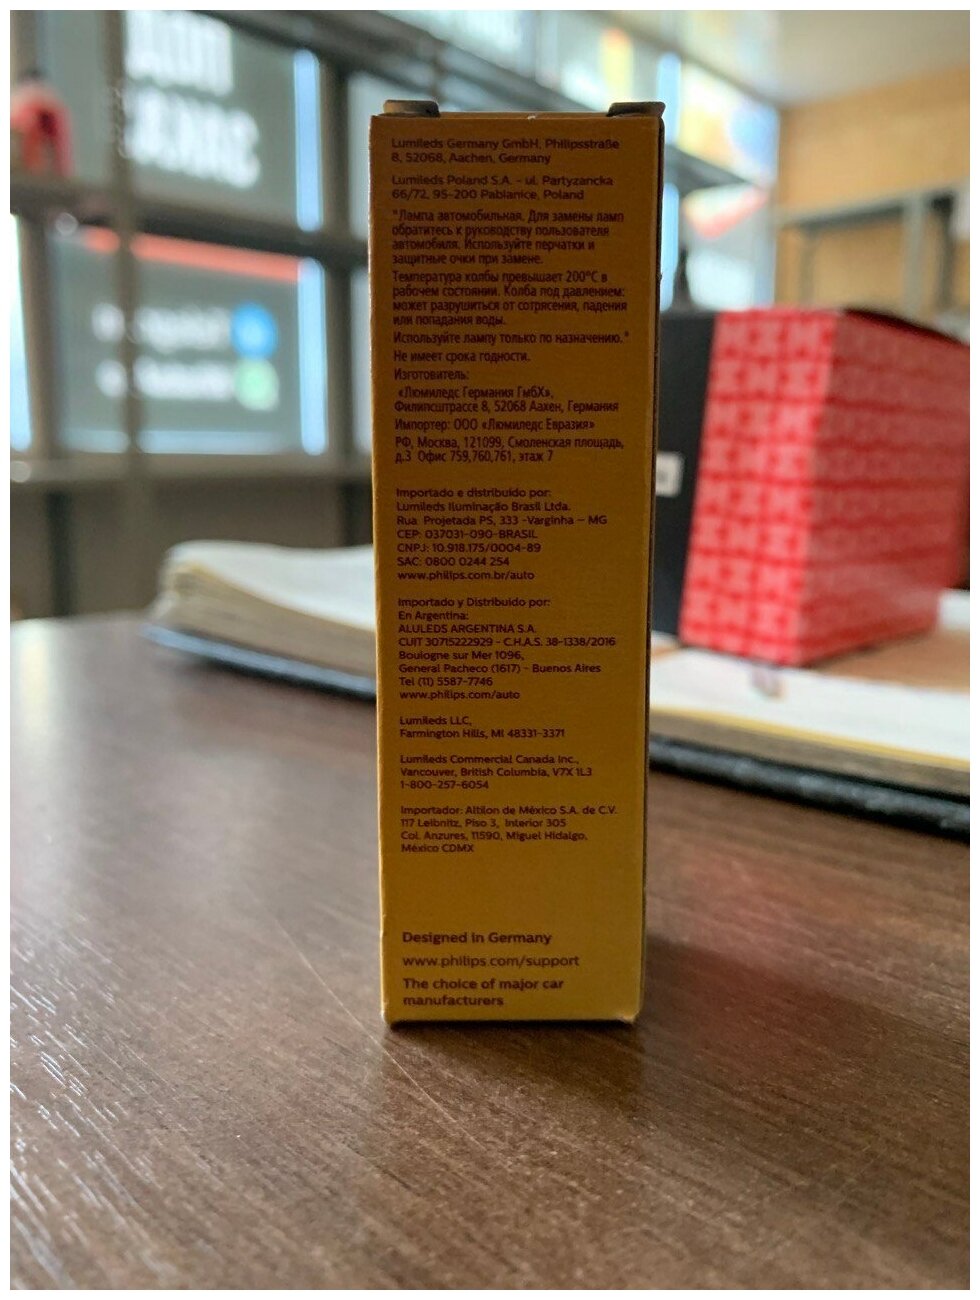 Lumileds Germany GmbH, Philipsstraße
8, 52068, Aachen, Germany
Lumileds Poland S.A. - ul. Partyzancka
66/72, 95-200 Pabianice, Poland
"Лампа автомобильная. Для замены ламп
обратитесь к руководству пользователя
автомобиля. Используйте перчатки и
защитные очки при замене.
Температура колбы превышает 200°C в
рабочем состоянии. Колба под давлением:
может разрушиться от сотрясения, падения
или попадания воды.
Используйте лампу только по назначению."
Не имеет срока годности.
Изготовитель:
«Люмиледс Германия ГмбХ»,
Филипсштрассе 8, 52068 Аахен, Германия
Импортер: ООО «Люмиледс Евразия»
РФ, Москва, 121099, Смоленская площадь,
д.3 Офис 759,760,761, этаж 7
Importado e distribuído por:
Lumileds Iluminação Brasil Ltda.
Rua Projetada PS, 333 -Varginha – MG
CEP: 037031-090-BRASIL
CNPJ: 10.918.175/0004-89
SAC: 0800 0244 254
www.philips.com.br/auto
Importado y Distribuido por:
En Argentina:
ALULEDS ARGENTINA S.A.
CUIT 30715222929 - C.H.A.S. 38-1338/2016
Boulogne sur Mer 1096,
General Pacheco (1617) - Buenos Aires
Tel (11) 5587-7746
www.philips.com/auto
Lumileds LLC,
Farmington Hills, MI 48331-3371
Lumileds Commercial Canada Inc.,
Vancouver, British Columbia, V7X 1L3
1-800-257-6054
Importador: Altilon de México S.A. de C.V.
117 Leibnitz, Piso 3, Interior 305
Col. Anzures, 11590, Miguel Hidalgo,
México CDMX
Designed in Germany
www.philips.com/support
The choice of major car
manufacturers